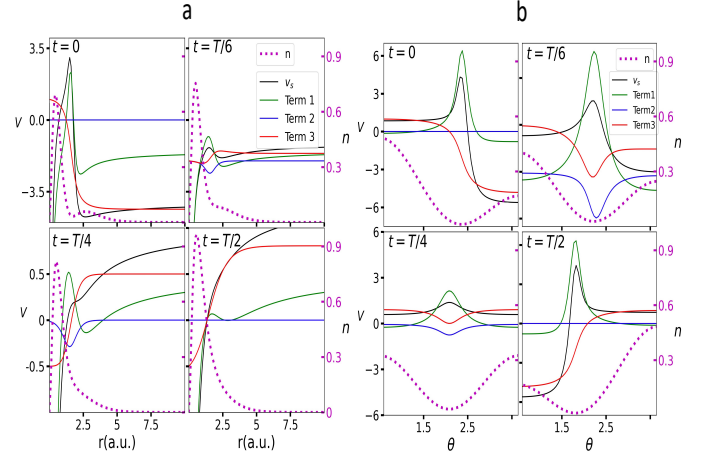 a
b
t = 0
t = T/6
n
v_s
Term 1
Term 2
Term 3
3.5
0.0
−3.5
V
0.9
0.6
0.3
0.0
n
t = T/4
t = T/2
0.5
0
-0.5
V
0.9
0.6
0.3
0
n
2.5
5
7.5
2.5
5
7.5
r(a.u.)
r(a.u.)
t = 0
t = T/6
n
v_s
Term1
Term2
Term3
6
3
0
−3
−6
V
0.9
0.6
0.3
n
t = T/4
t = T/2
6
3
0
−3
−6
V
0.9
0.6
0.3
n
1.5
2.5
1.5
2.5
θ
θ